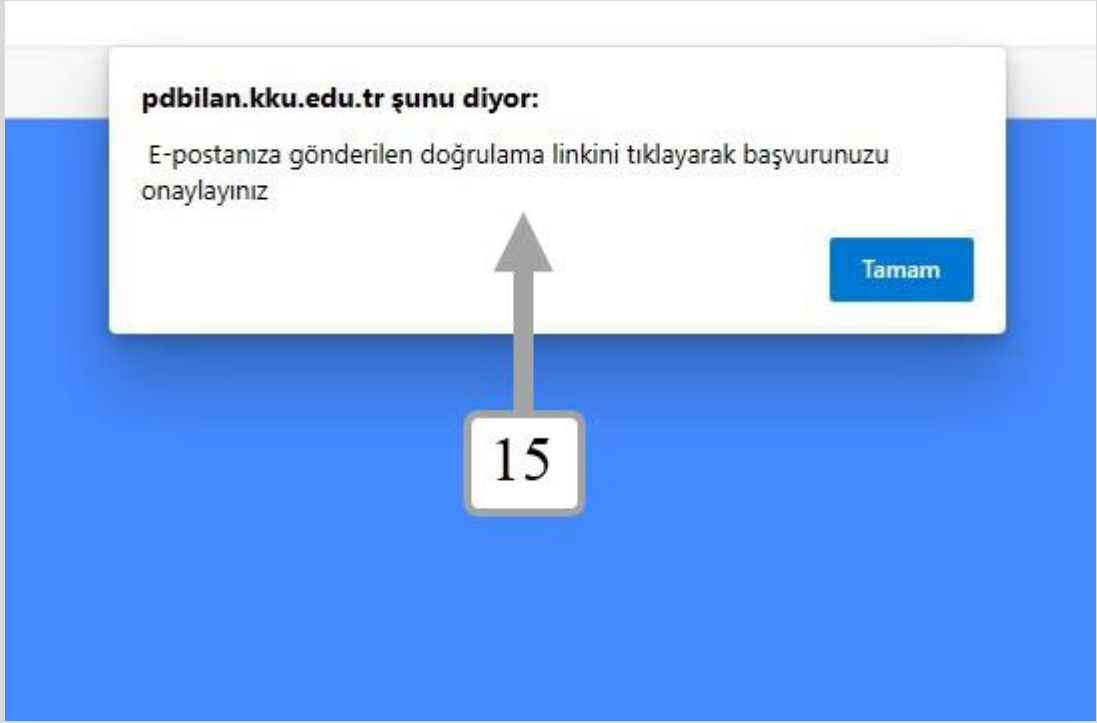 pdbilan.kku.edu.tr şunu diyor:
E-postanıza gönderilen doğrulama linkini tıklayarak başvurunuzu
onaylayınız
Tamam
15